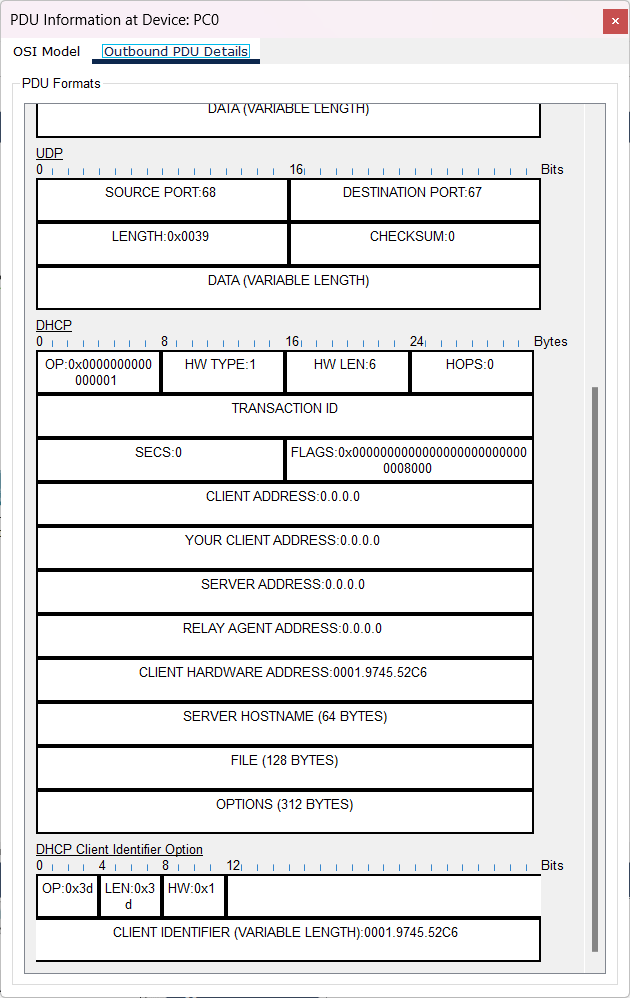 PDU Information at Device: PC0
OSI Model Outbound PDU Details
PDU Formats
DATA (VARIABLE LENGTH)
UDP
0 16 Bits
SOURCE PORT:68 DESTINATION PORT:67
LENGTH:0x0039 CHECKSUM:0
DATA (VARIABLE LENGTH)
DHCP
0 8 16 24 Bytes
OP:0x0000000000 HW TYPE:1 HW LEN:6 HOPS:0
000001
TRANSACTION ID
SECS:0 FLAGS:0x000000000000000000000000
0008000
CLIENT ADDRESS:0.0.0.0
YOUR CLIENT ADDRESS:0.0.0.0
SERVER ADDRESS:0.0.0.0
RELAY AGENT ADDRESS:0.0.0.0
CLIENT HARDWARE ADDRESS:0001.9745.52C6
SERVER HOSTNAME (64 BYTES)
FILE (128 BYTES)
OPTIONS (312 BYTES)
DHCP Client Identifier Option
0 4 8 12 Bits
OP:0x3d LEN:0x3 HW:0x1
d
CLIENT IDENTIFIER (VARIABLE LENGTH):0001.9745.52C6